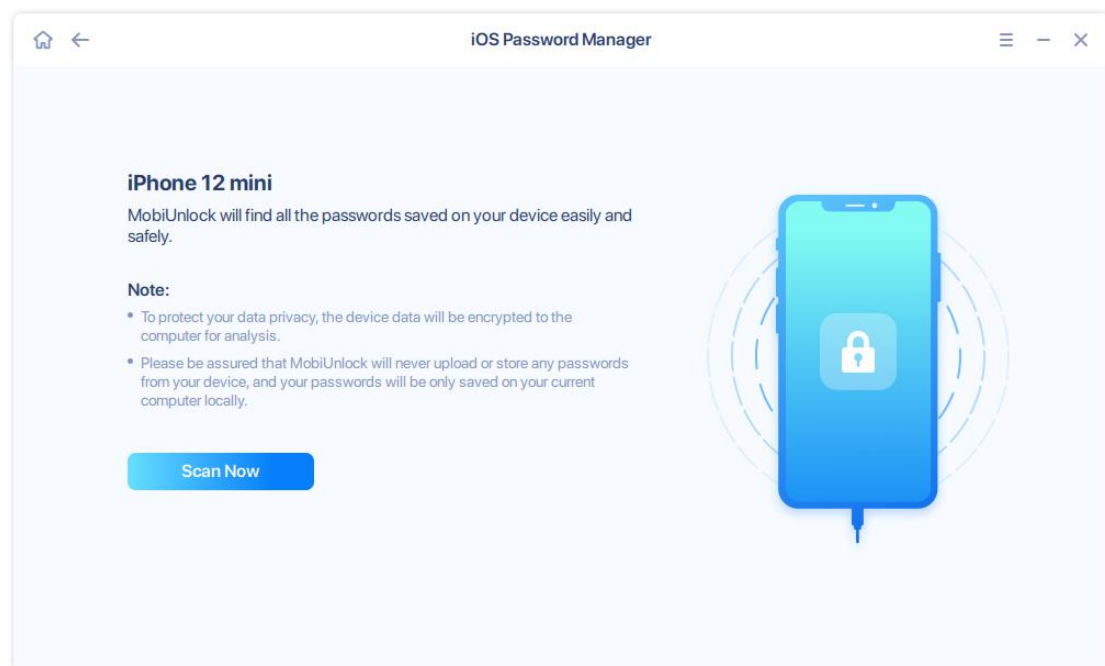 iOS Password Manager
iPhone 12 mini
MobiUnlock will find all the passwords saved on your device easily and
safely.
Note:
• To protect your data privacy, the device data will be encrypted to the
computer for analysis.
• Please be assured that MobiUnlock will never upload or store any passwords
from your device, and your passwords will be only saved on your current
computer locally.
Scan Now